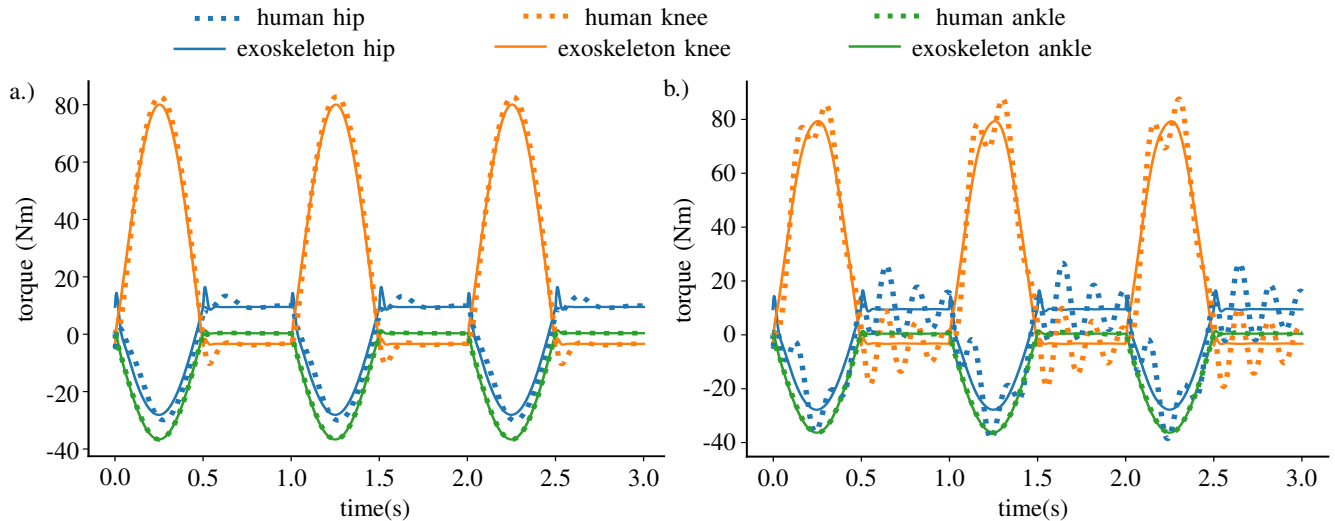 human hip human knee human ankle
exoskeleton hip exoskeleton knee exoskeleton ankle
a.)
80
60
40
20
0
-20
-40
torque (Nm)
0.0 0.5 1.0 1.5 2.0 2.5 3.0
time(s)
b.)
80
60
40
20
0
-20
-40
torque (Nm)
0.0 0.5 1.0 1.5 2.0 2.5 3.0
time(s)